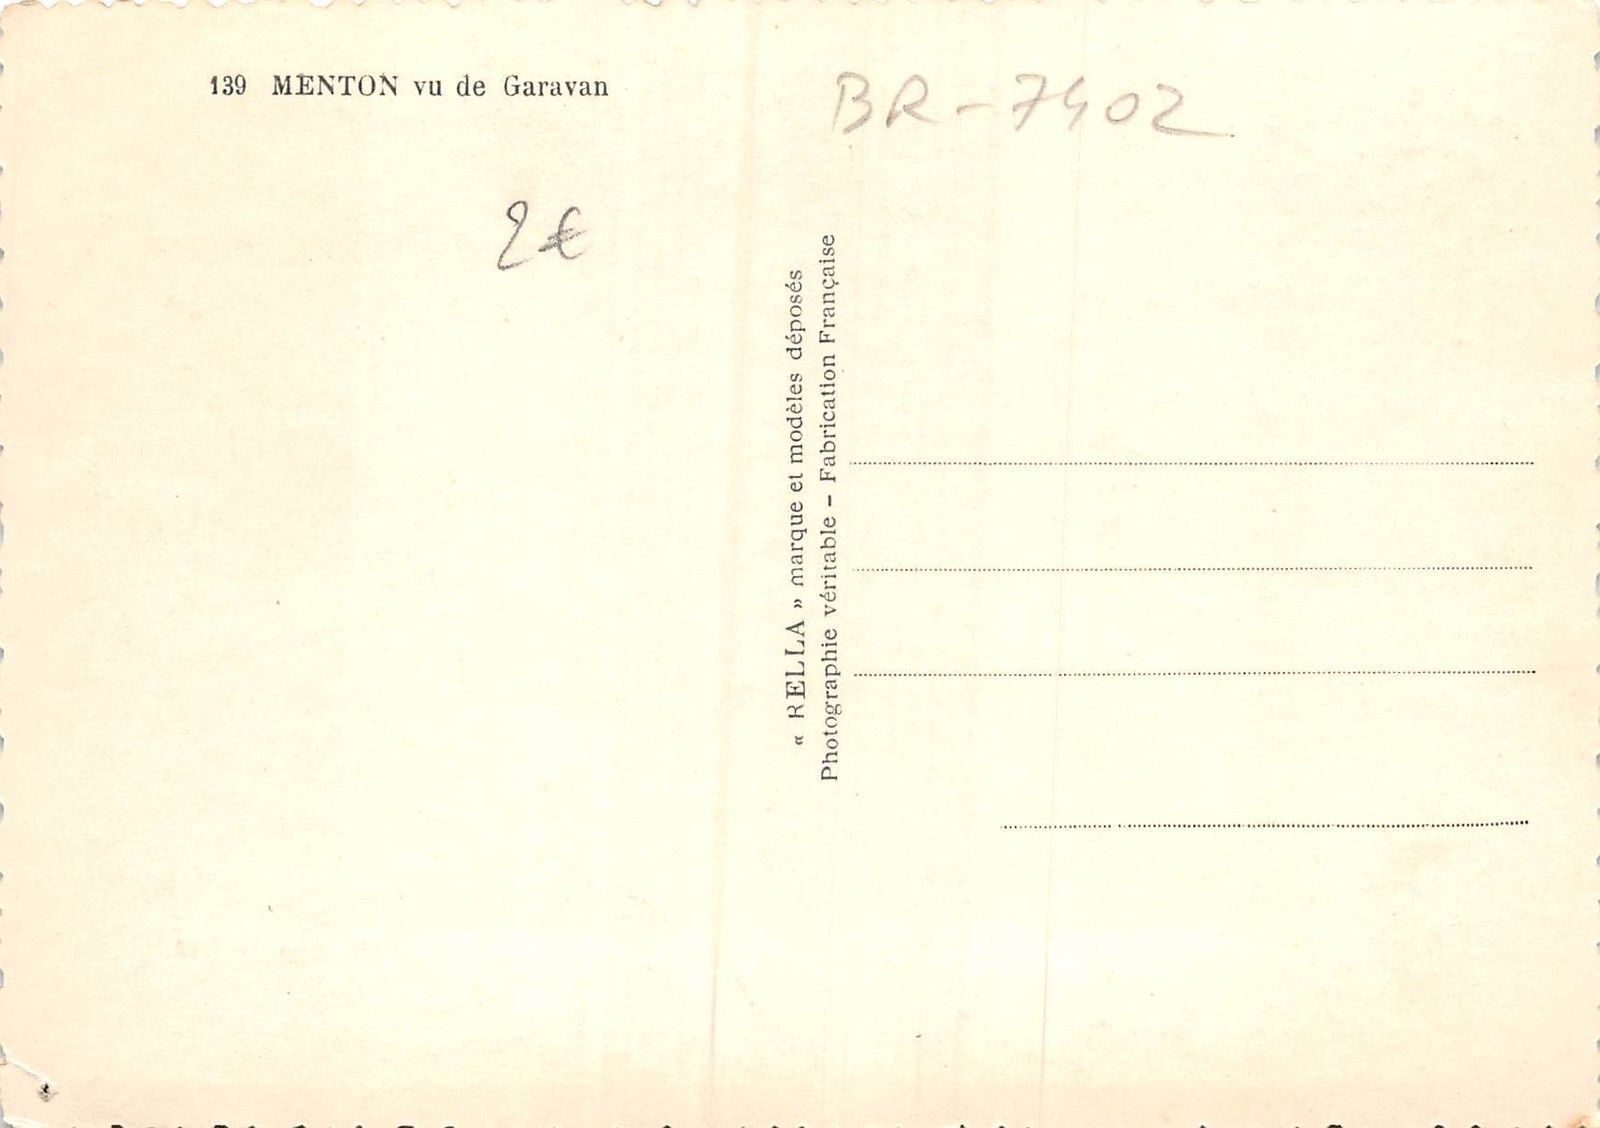 139 MENTON vu de Garavan
BR-7402
2€
« RELLA » marque et modèles déposés
Photographie véritable - Fabrication Française